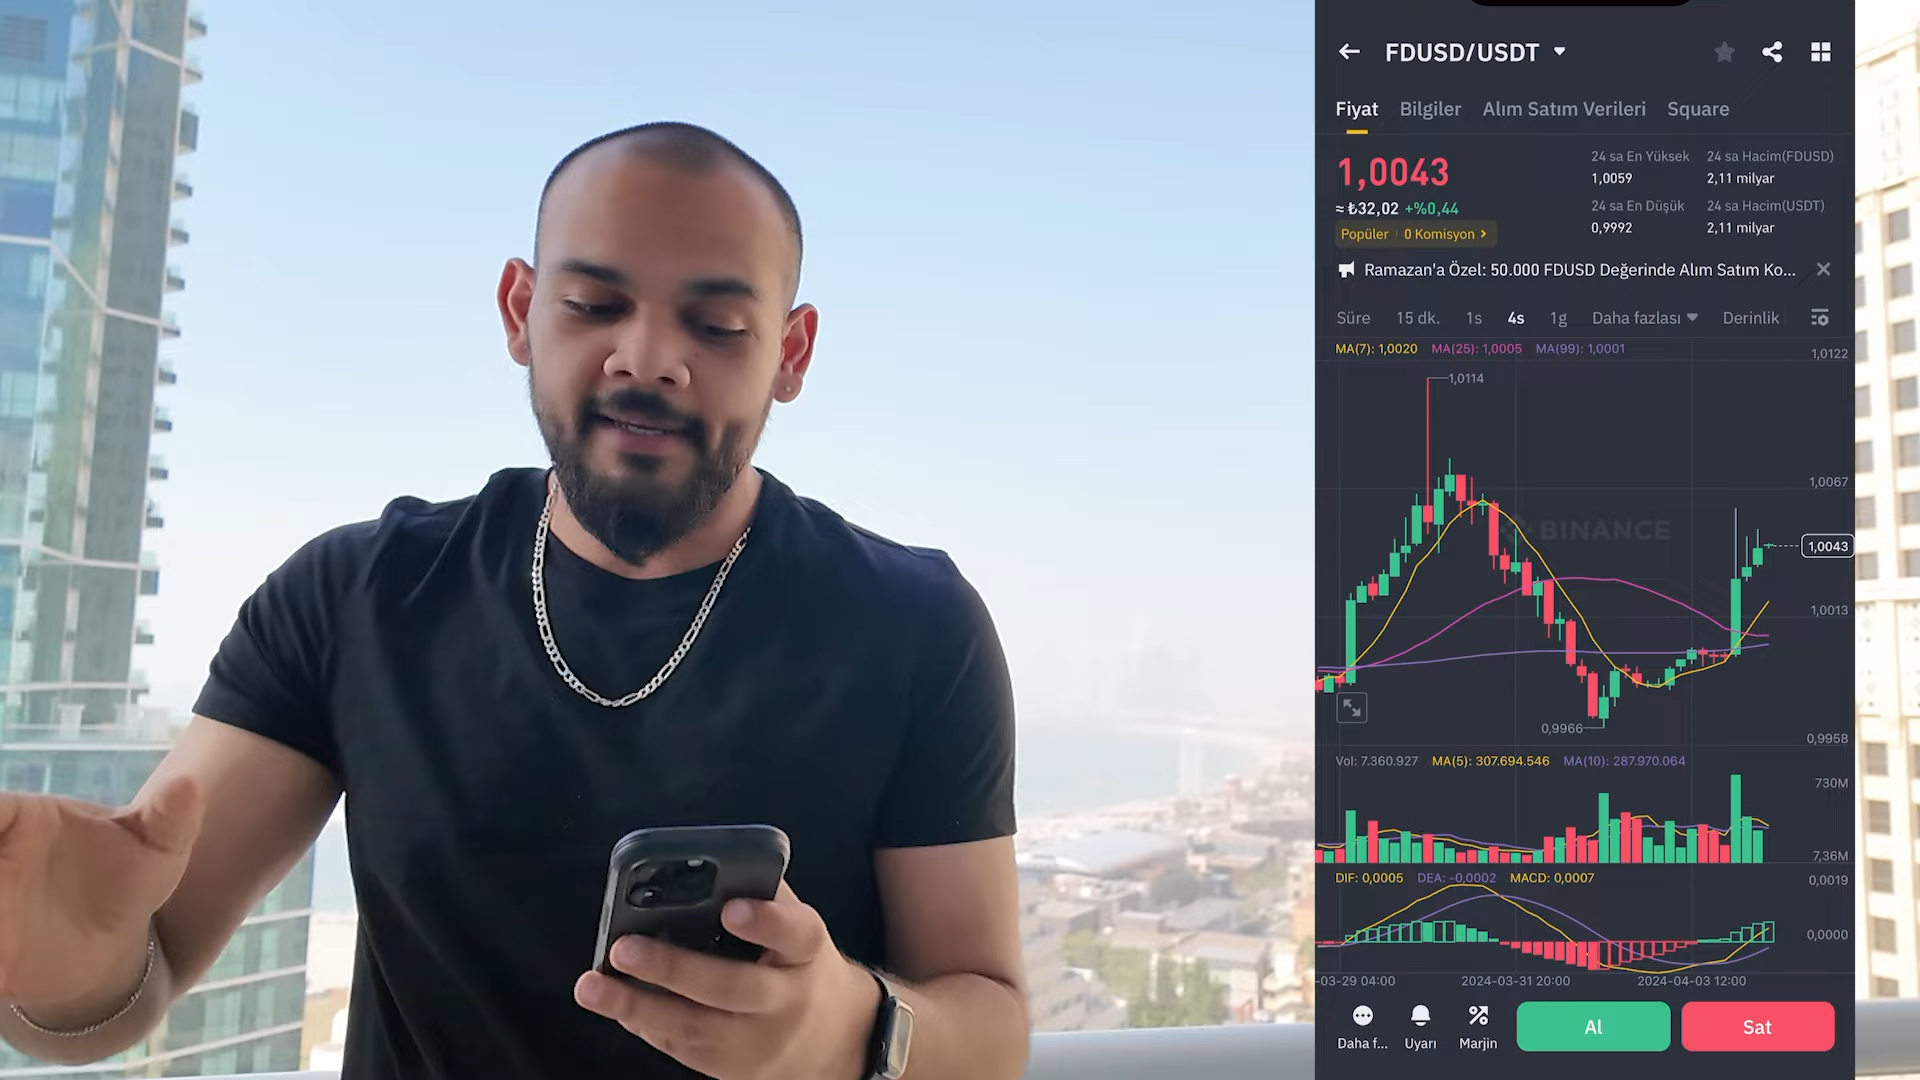 FDUSD/USDT
Fiyat Bilgiler Alım Satım Verileri Square
1,0043
24 sa En Yüksek 24 sa Hacim(FDUSD)
1,0059 2,11 milyar
≈ ₺32,02 +%0,44
24 sa En Düşük 24 sa Hacim(USDT)
0,9992 2,11 milyar
Popüler 0 Komisyon
Ramazan'a Özel: 50.000 FDUSD Değerinde Alım Satım Ko...
Süre 15 dk. 1s 4s 1g Daha fazlası Derinlik
MA(7): 1,0020 MA(25): 1,0005 MA(99): 1,0001
1,0122
1,0114
1,0067
BINANCE
1,0043
1,0013
0,9966
0,9958
Vol: 7.360.927 MA(5): 307.694.546 MA(10): 287.970.064
730M
7,36M
DIF: 0,0005 DEA: -0,0002 MACD: 0,0007
0,0019
0,0000
-03-29 04:00 2024-03-31 20:00 2024-04-03 12:00
Daha f... Uyarı Marjin Al Sat